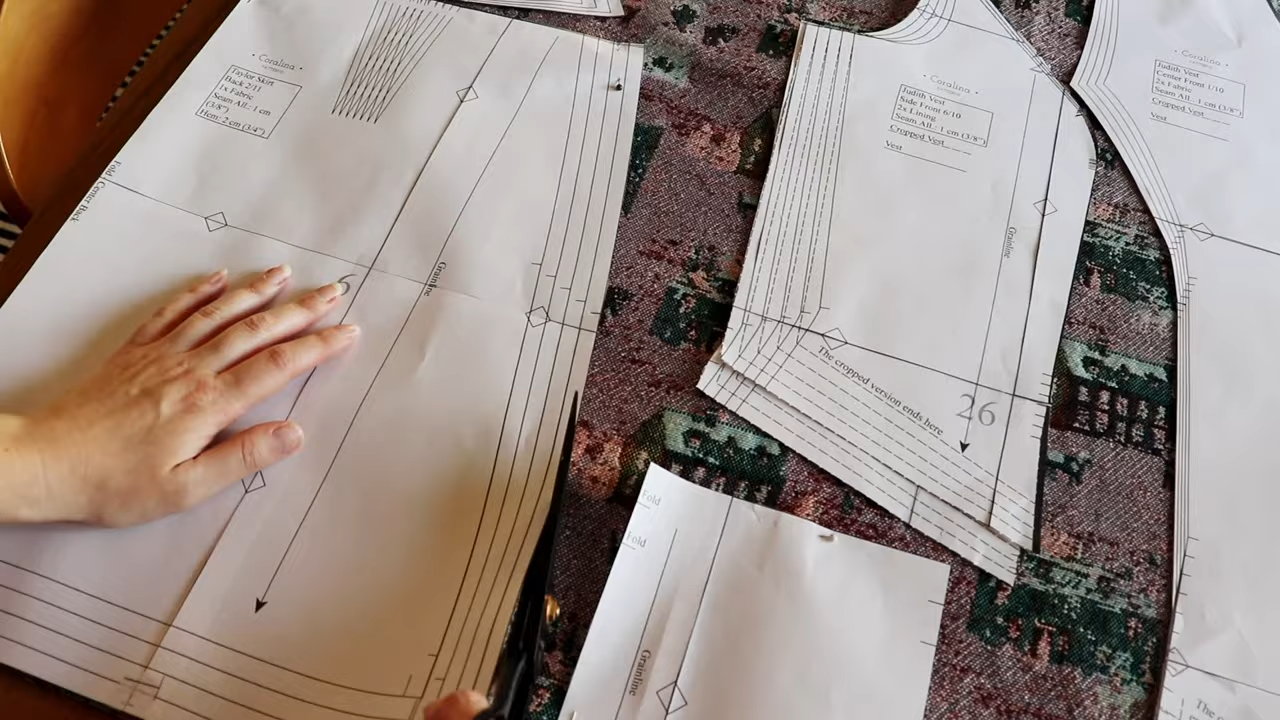 • Coralina •
Taylor Skirt
Back 2/11
1x Fabric
Seam All.: 1 cm
(3/8")
Hem: 2 cm (3/4")
Fold / Center Back
Grainline
• Coralina •
Judith Vest
Side Front 6/10
2x Lining
Seam All.: 1 cm (3/8")
Cropped Vest
Vest
Grainline
The cropped version ends here
26
• Coralina •
Judith Vest
Center Front 1/10
2x Fabric
Seam All.: 1 cm (3/8")
Cropped Vest
Vest
Fold
Fold
Grainline
The